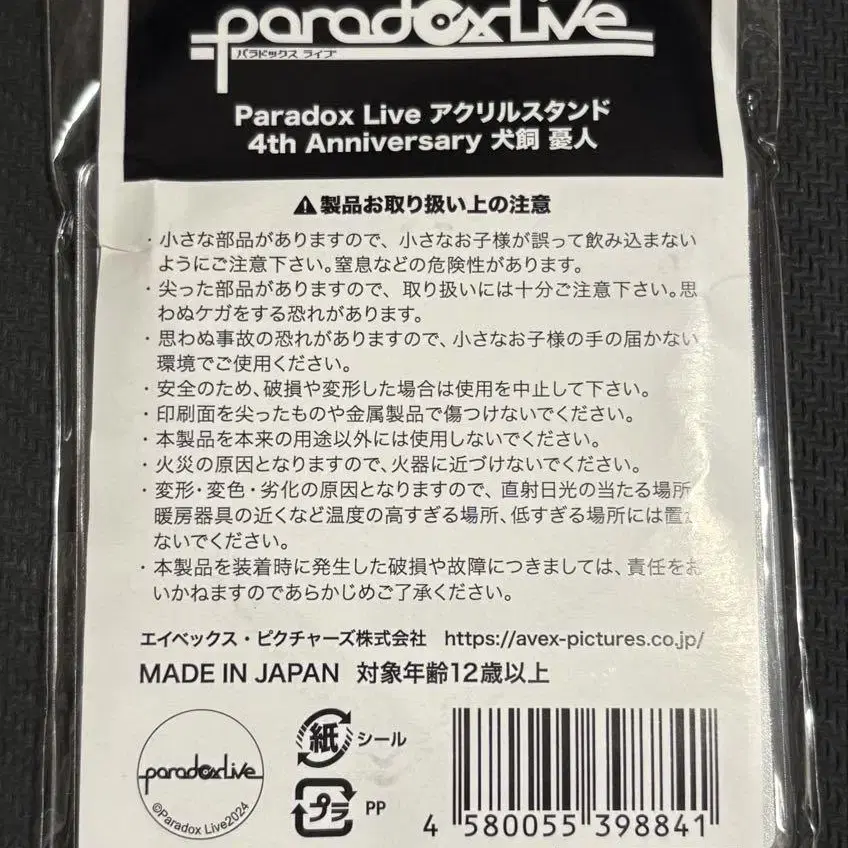 paradoxLive
パラドックス ライブ
Paradox Live アクリルスタンド
4th Anniversary 犬飼 憂人
⚠製品お取り扱い上の注意
・小さな部品がありますので、小さなお子様が誤って飲み込まない
ようにご注意下さい。窒息などの危険性があります。
・尖った部品がありますので、取り扱いには十分ご注意下さい。思
わぬケガをする恐れがあります。
・思わぬ事故の恐れがありますので、小さなお子様の手の届かない
環境でご使用ください。
・安全のため、破損や変形した場合は使用を中止して下さい。
・印刷面を尖ったものや金属製品で傷つけないでください。
・本製品を本来の用途以外には使用しないでください。
・火災の原因となりますので、火器に近づけないでください。
・変形・変色・劣化の原因となりますので、直射日光の当たる場所
暖房器具の近くなど温度の高すぎる場所、低すぎる場所には置か
ないでください。
・本製品を装着時に発生した破損や故障につきましては、責任をお
いかねますのであらかじめご了承ください。
エイベックス・ピクチャーズ株式会社 https://avex-pictures.co.jp/
MADE IN JAPAN 対象年齢12歳以上
paradoxLive
©Paradox Live2024
紙 シール
プラ PP
4 580055 398841